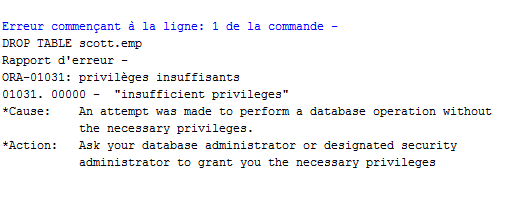 Erreur commençant à la ligne: 1 de la commande -
DROP TABLE scott.emp
Rapport d'erreur -
ORA-01031: privilèges insuffisants
01031. 00000 -  "insufficient privileges"
*Cause:    An attempt was made to perform a database operation without
           the necessary privileges.
*Action:   Ask your database administrator or designated security
           administrator to grant you the necessary privileges